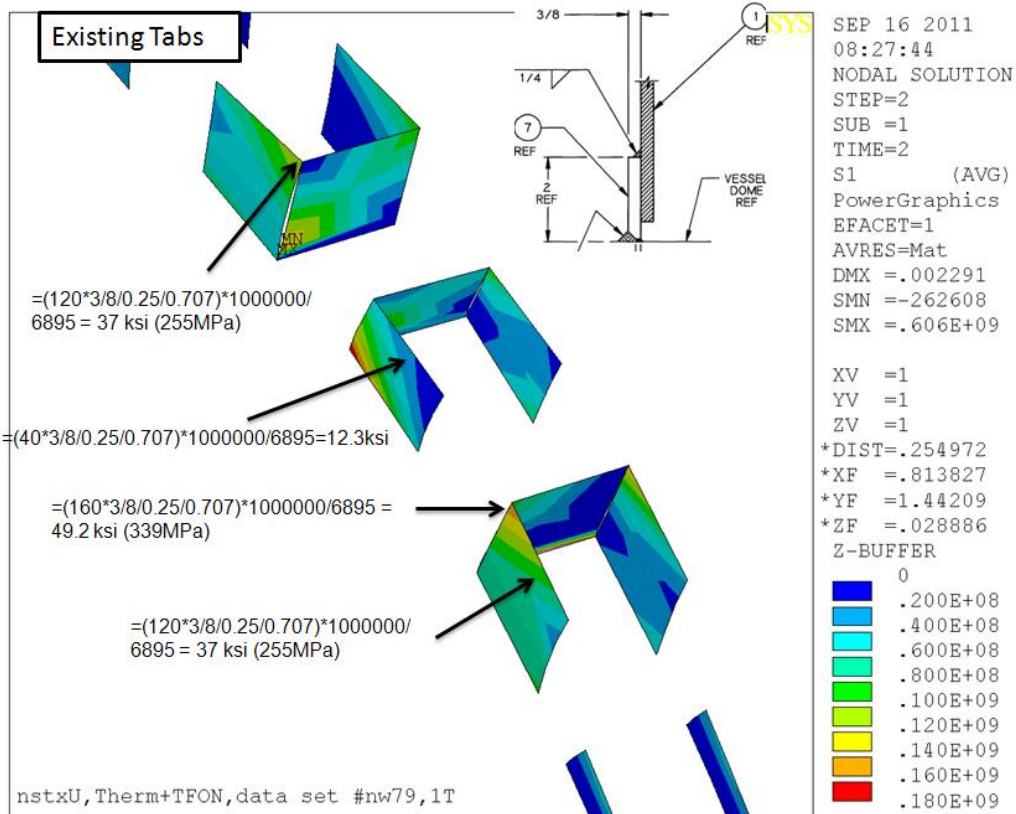 Existing Tabs
3/8
1
REF
SYS
1/4
7
REF
2
REF
VESSEL
DOME
REF
MN
MX
=(120*3/8/0.25/0.707)*1000000/
6895 = 37 ksi (255MPa)
=(40*3/8/0.25/0.707)*1000000/6895=12.3ksi
=(160*3/8/0.25/0.707)*1000000/6895 =
49.2 ksi (339MPa)
=(120*3/8/0.25/0.707)*1000000/
6895 = 37 ksi (255MPa)
nstxU,Therm+TFON,data set #nw79,1T
SEP 16 2011
08:27:44
NODAL SOLUTION
STEP=2
SUB =1
TIME=2
S1 (AVG)
PowerGraphics
EFACET=1
AVRES=Mat
DMX =.002291
SMN =-262608
SMX =.606E+09
XV =1
YV =1
ZV =1
*DIST=.254972
*XF =.813827
*YF =1.44209
*ZF =.028886
Z-BUFFER
0
.200E+08
.400E+08
.600E+08
.800E+08
.100E+09
.120E+09
.140E+09
.160E+09
.180E+09